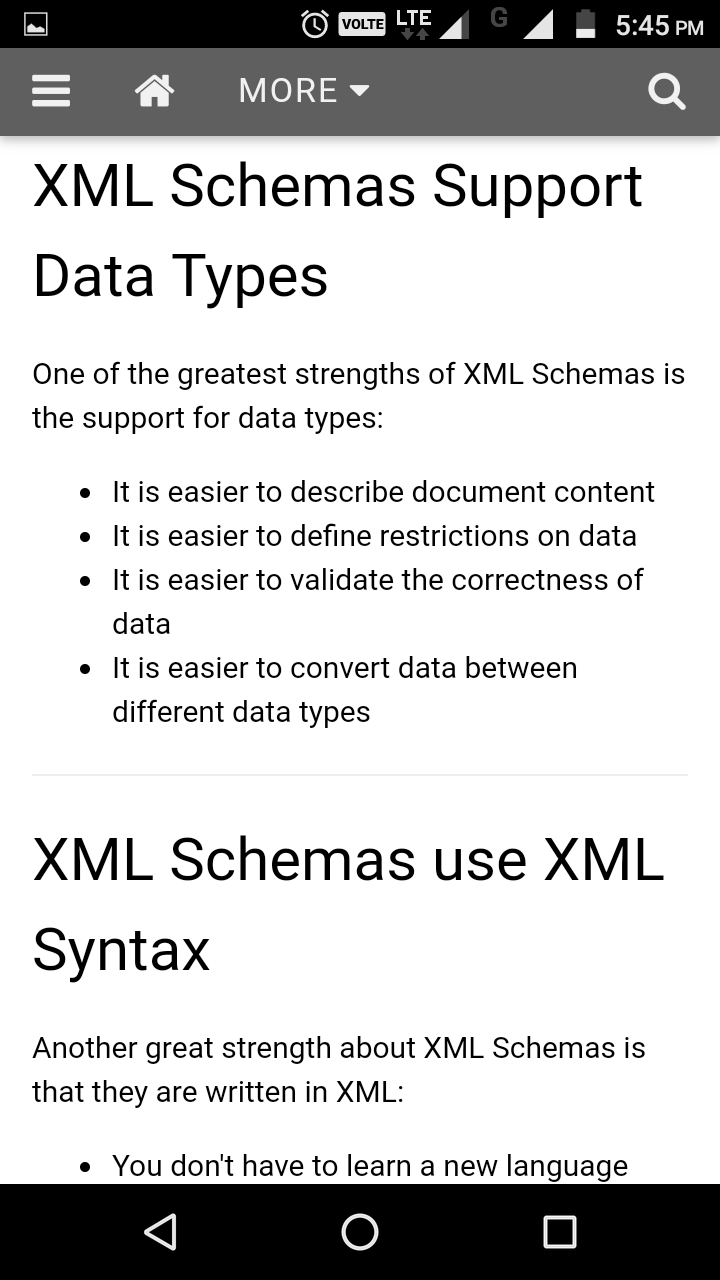 VOLTE LTE G 5:45 PM
MORE
XML Schemas Support
Data Types
One of the greatest strengths of XML Schemas is
the support for data types:
• It is easier to describe document content
• It is easier to define restrictions on data
• It is easier to validate the correctness of
data
• It is easier to convert data between
different data types
XML Schemas use XML
Syntax
Another great strength about XML Schemas is
that they are written in XML:
• You don't have to learn a new language